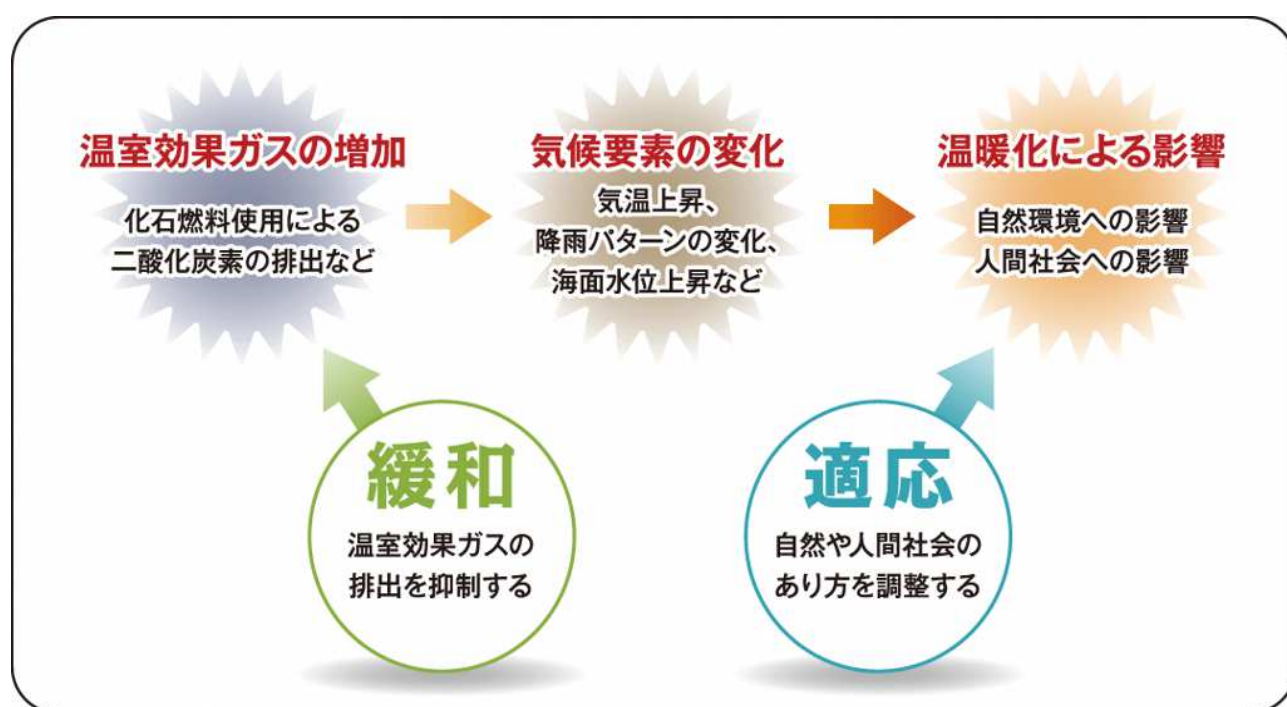 温室効果ガスの増加
化石燃料使用による
二酸化炭素の排出など
気候要素の変化
気温上昇、
降雨パターンの変化、
海面水位上昇など
温暖化による影響
自然環境への影響
人間社会への影響
緩和
温室効果ガスの
排出を抑制する
適応
自然や人間社会の
あり方を調整する